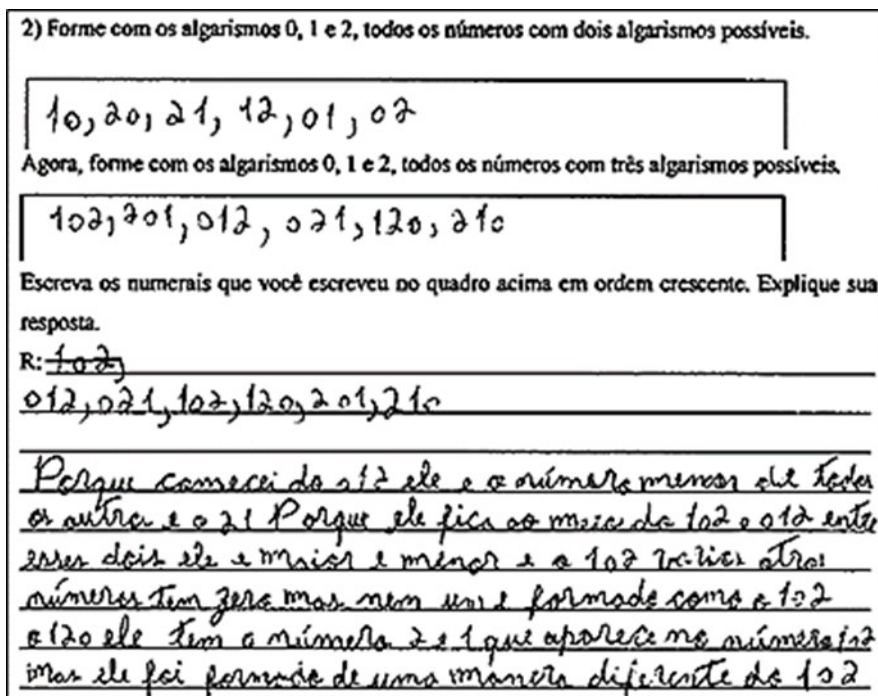 2) Forme com os algarismos 0, 1 e 2, todos os números com dois algarismos possíveis.
10, 20, 21, 12, 01, 02
Agora, forme com os algarismos 0, 1 e 2, todos os números com três algarismos possíveis.
102, 201, 012, 021, 120, 210
Escreva os numerais que você escreveu no quadro acima em ordem crescente. Explique sua
resposta.
R: 102,
012, 021, 102, 120, 201, 210
Porque comecei do 012 ele e o número menor de todos
os outra e o 21 Porque ele fica ao meio do 102 e 012 entre
esses dois ele e maior e menor e o 102 varios
números tem zero mas nem um e formado como o 102
o 120 ele tem o número 2 e 1 que aparece no número 102
mas ele foi formado de uma maneira diferente do 102